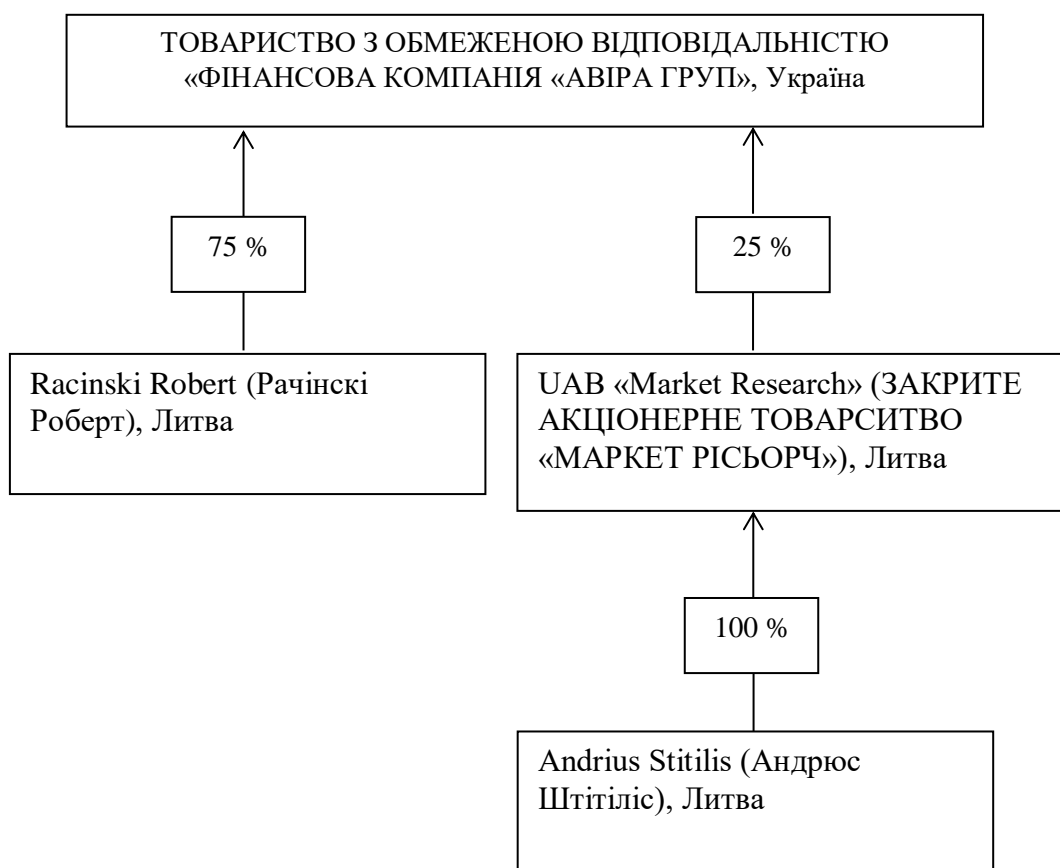 ТОВАРИСТВО З ОБМЕЖЕНОЮ ВІДПОВІДАЛЬНІСТЮ
«ФІНАНСОВА КОМПАНІЯ «АВІРА ГРУП», Україна
75 %
25 %
Racinski Robert (Рачінскі
Роберт), Литва
UAB «Market Research» (ЗАКРИТЕ
АКЦІОНЕРНЕ ТОВАРСИТВО
«МАРКЕТ РІСЬОРЧ»), Литва
100 %
Andrius Stitilis (Андрюс
Штітіліс), Литва